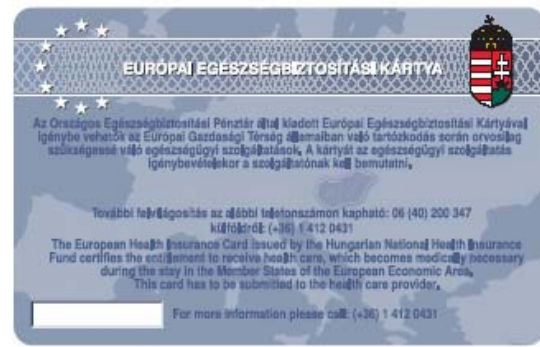 EURÓPAI EGÉSZSÉGBIZTOSÍTÁSI KÁRTYA
Az Országos Egészségbiztosítási Pénztár által kiadott Európai Egészségbiztosítási Kártyával
igénybe vehetők az Európai Gazdasági Térség államaiban való tartózkodás során orvosilag
szükségessé váló egészségügyi szolgáltatások. A kártyát az egészségügyi szolgáltatás
igénybevételekor a szolgáltatónak kell bemutatni.
További felvilágosítás az alábbi telefonszámon kapható: 06 (40) 200 347
külföldről: (+36) 1 412 0431
The European Health Insurance Card issued by the Hungarian National Health Insurance
Fund certifies the entitlement to receive health care, which becomes medically necessary
during the stay in the Member States of the European Economic Area.
This card has to be submitted to the health care provider.
For more information please call: (+36) 1 412 0431